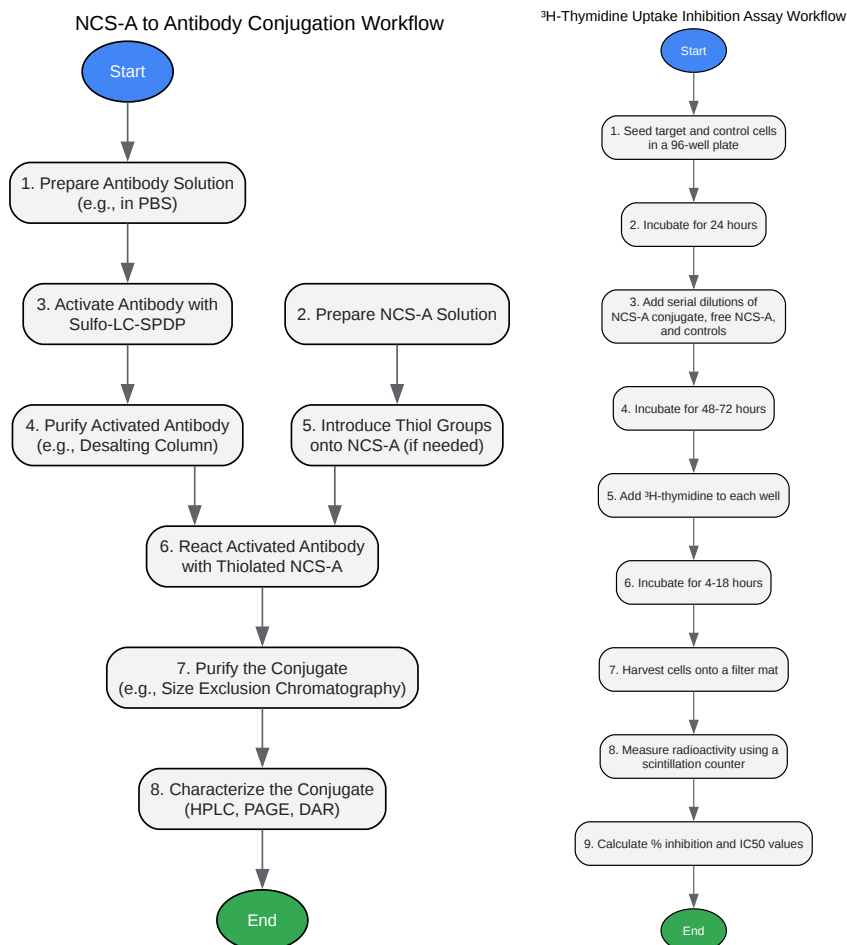 NCS-A to Antibody Conjugation Workflow
Start
1. Prepare Antibody Solution
(e.g., in PBS)
3. Activate Antibody with
Sulfo-LC-SPDP
2. Prepare NCS-A Solution
4. Purify Activated Antibody
(e.g., Desalting Column)
5. Introduce Thiol Groups
onto NCS-A (if needed)
6. React Activated Antibody
with Thiolated NCS-A
7. Purify the Conjugate
(e.g., Size Exclusion Chromatography)
8. Characterize the Conjugate
(HPLC, PAGE, DAR)
End
³H-Thymidine Uptake Inhibition Assay Workflow
Start
1. Seed target and control cells
in a 96-well plate
2. Incubate for 24 hours
3. Add serial dilutions of
NCS-A conjugate, free NCS-A,
and controls
4. Incubate for 48-72 hours
5. Add ³H-thymidine to each well
6. Incubate for 4-18 hours
7. Harvest cells onto a filter mat
8. Measure radioactivity using a
scintillation counter
9. Calculate % inhibition and IC50 values
End